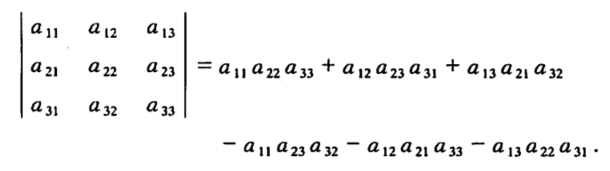 | a₁₁ a₁₂ a₁₃ |
| a₂₁ a₂₂ a₂₃ | = a₁₁ a₂₂ a₃₃ + a₁₂ a₂₃ a₃₁ + a₁₃ a₂₁ a₃₂
| a₃₁ a₃₂ a₃₃ |
− a₁₁ a₂₃ a₃₂ − a₁₂ a₂₁ a₃₃ − a₁₃ a₂₂ a₃₁ .